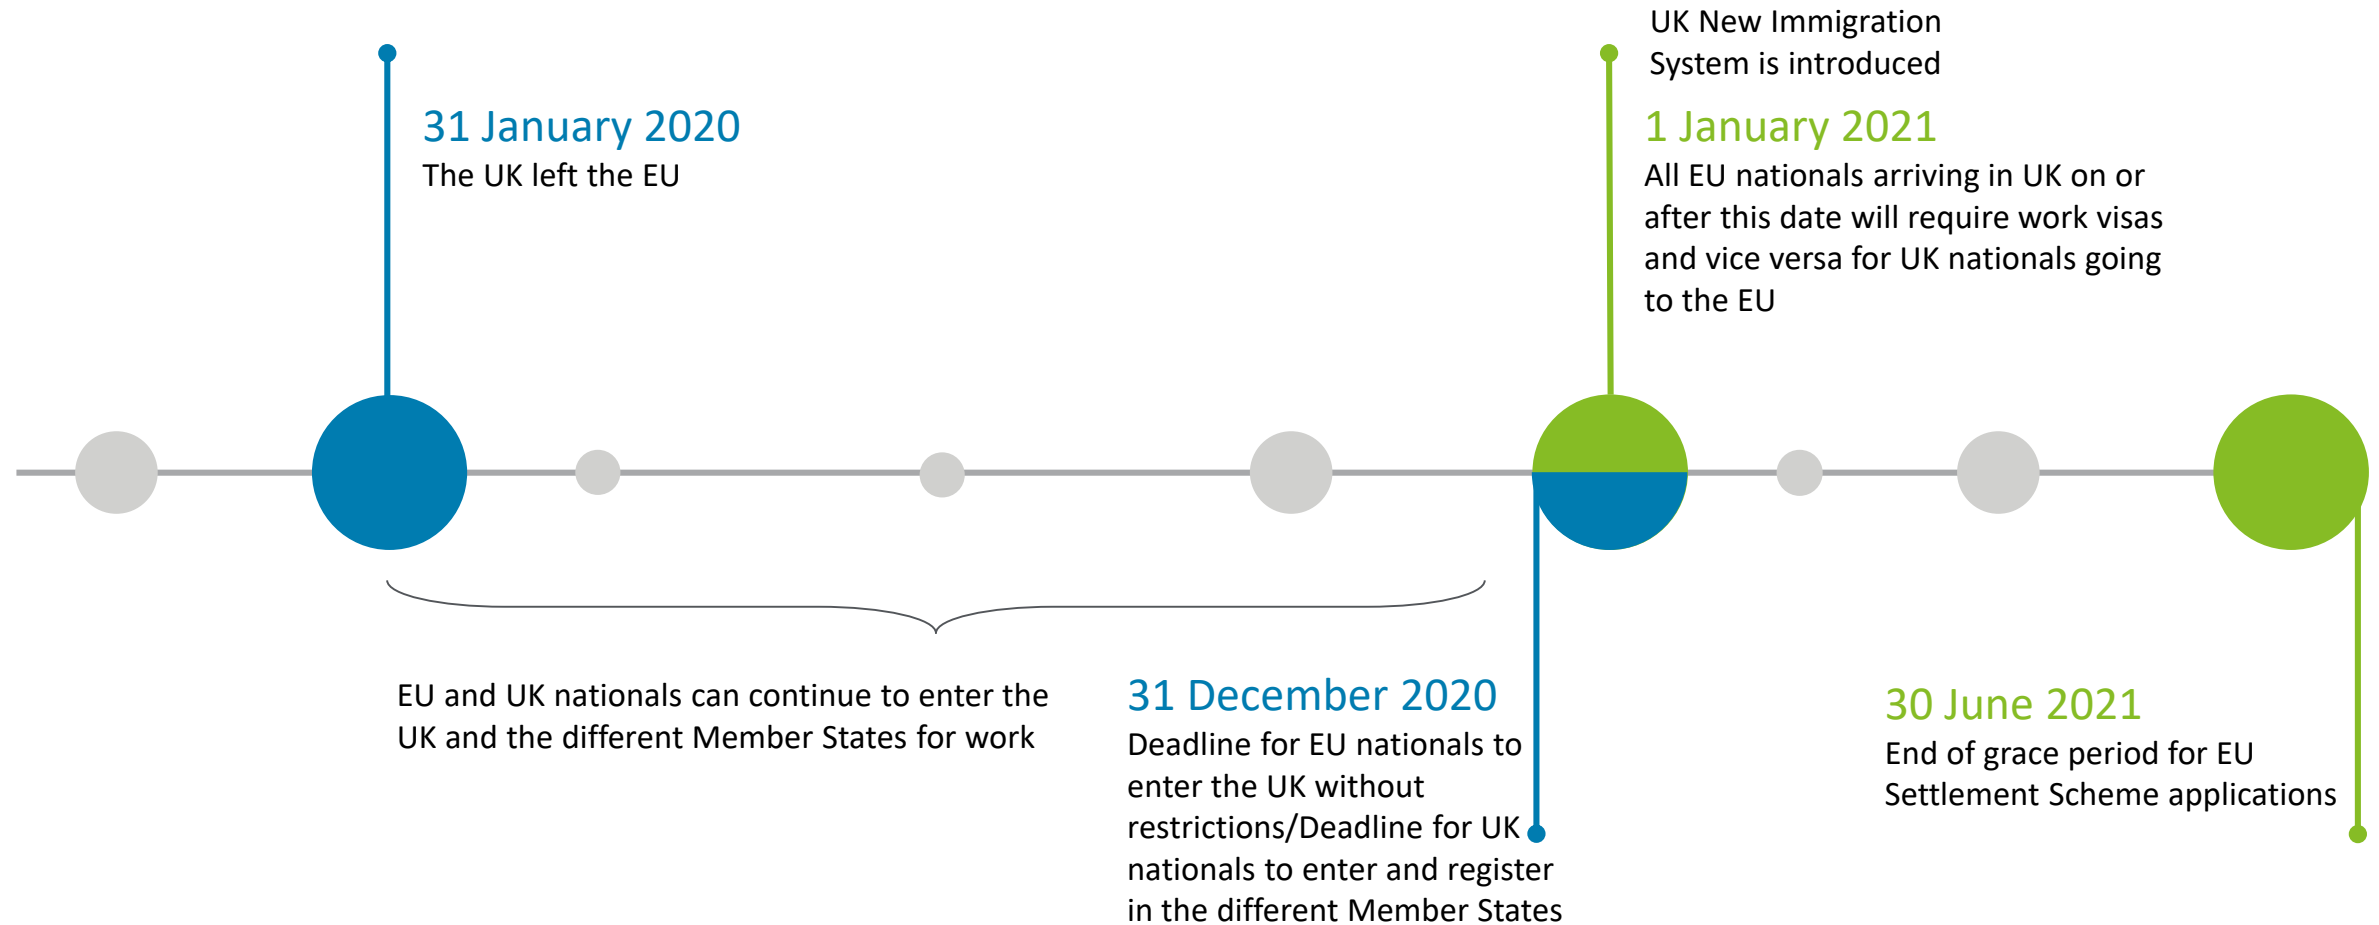 31 January 2020
The UK left the EU
UK New Immigration
System is introduced
1 January 2021
All EU nationals arriving in UK on or
after this date will require work visas
and vice versa for UK nationals going
to the EU
EU and UK nationals can continue to enter the
UK and the different Member States for work
31 December 2020
Deadline for EU nationals to
enter the UK without
restrictions/Deadline for UK
nationals to enter and register
in the different Member States
30 June 2021
End of grace period for EU
Settlement Scheme applications